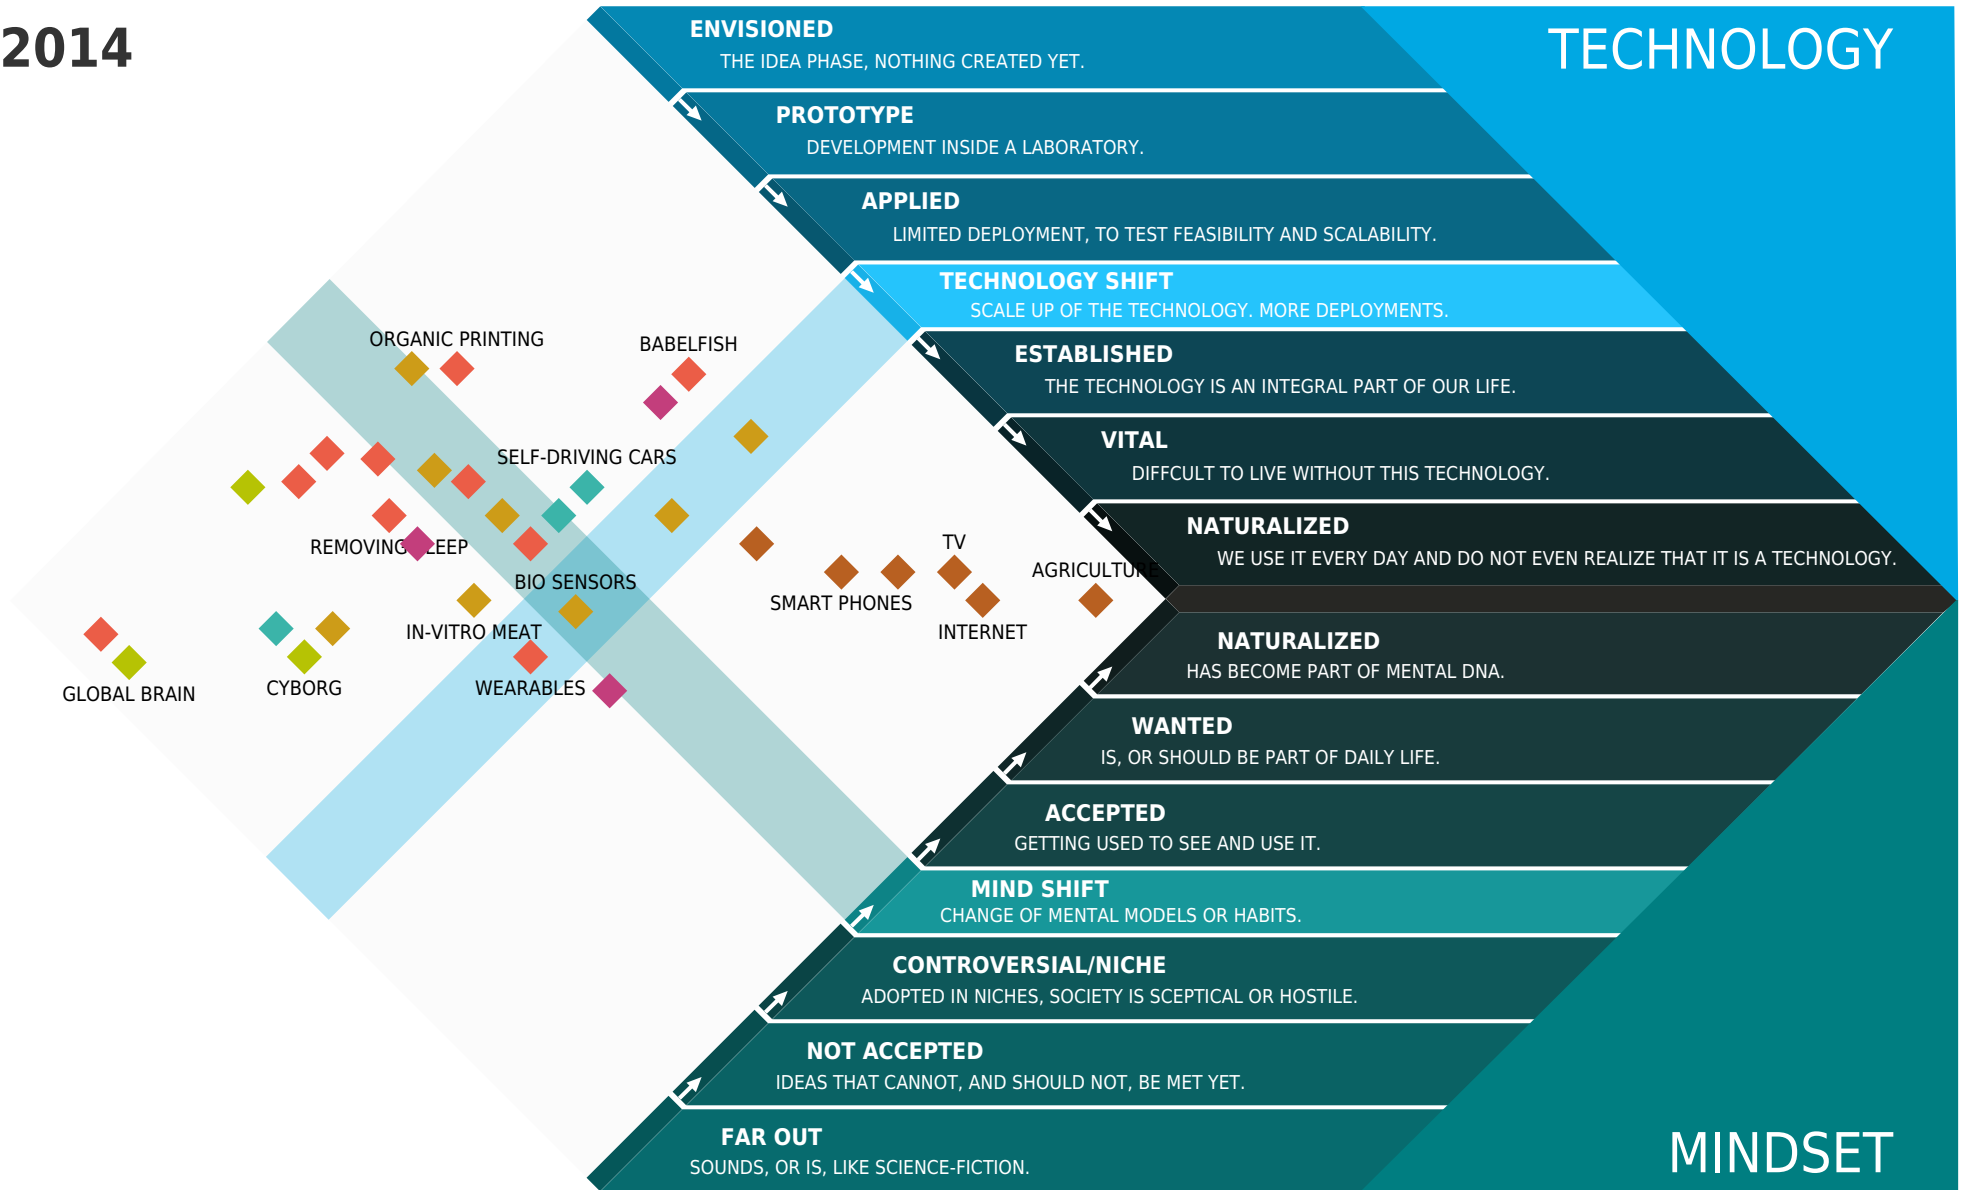 2014
TECHNOLOGY
ENVISIONED
THE IDEA PHASE, NOTHING CREATED YET.
PROTOTYPE
DEVELOPMENT INSIDE A LABORATORY.
APPLIED
LIMITED DEPLOYMENT, TO TEST FEASIBILITY AND SCALABILITY.
TECHNOLOGY SHIFT
SCALE UP OF THE TECHNOLOGY. MORE DEPLOYMENTS.
ESTABLISHED
THE TECHNOLOGY IS AN INTEGRAL PART OF OUR LIFE.
VITAL
DIFFCULT TO LIVE WITHOUT THIS TECHNOLOGY.
NATURALIZED
WE USE IT EVERY DAY AND DO NOT EVEN REALIZE THAT IT IS A TECHNOLOGY.
ORGANIC PRINTING
BABELFISH
SELF-DRIVING CARS
REMOVING SLEEP
BIO SENSORS
TV
AGRICULTURE
SMART PHONES
INTERNET
IN-VITRO MEAT
WEARABLES
CYBORG
GLOBAL BRAIN
NATURALIZED
HAS BECOME PART OF MENTAL DNA.
WANTED
IS, OR SHOULD BE PART OF DAILY LIFE.
ACCEPTED
GETTING USED TO SEE AND USE IT.
MIND SHIFT
CHANGE OF MENTAL MODELS OR HABITS.
CONTROVERSIAL/NICHE
ADOPTED IN NICHES, SOCIETY IS SCEPTICAL OR HOSTILE.
NOT ACCEPTED
IDEAS THAT CANNOT, AND SHOULD NOT, BE MET YET.
FAR OUT
SOUNDS, OR IS, LIKE SCIENCE-FICTION.
MINDSET